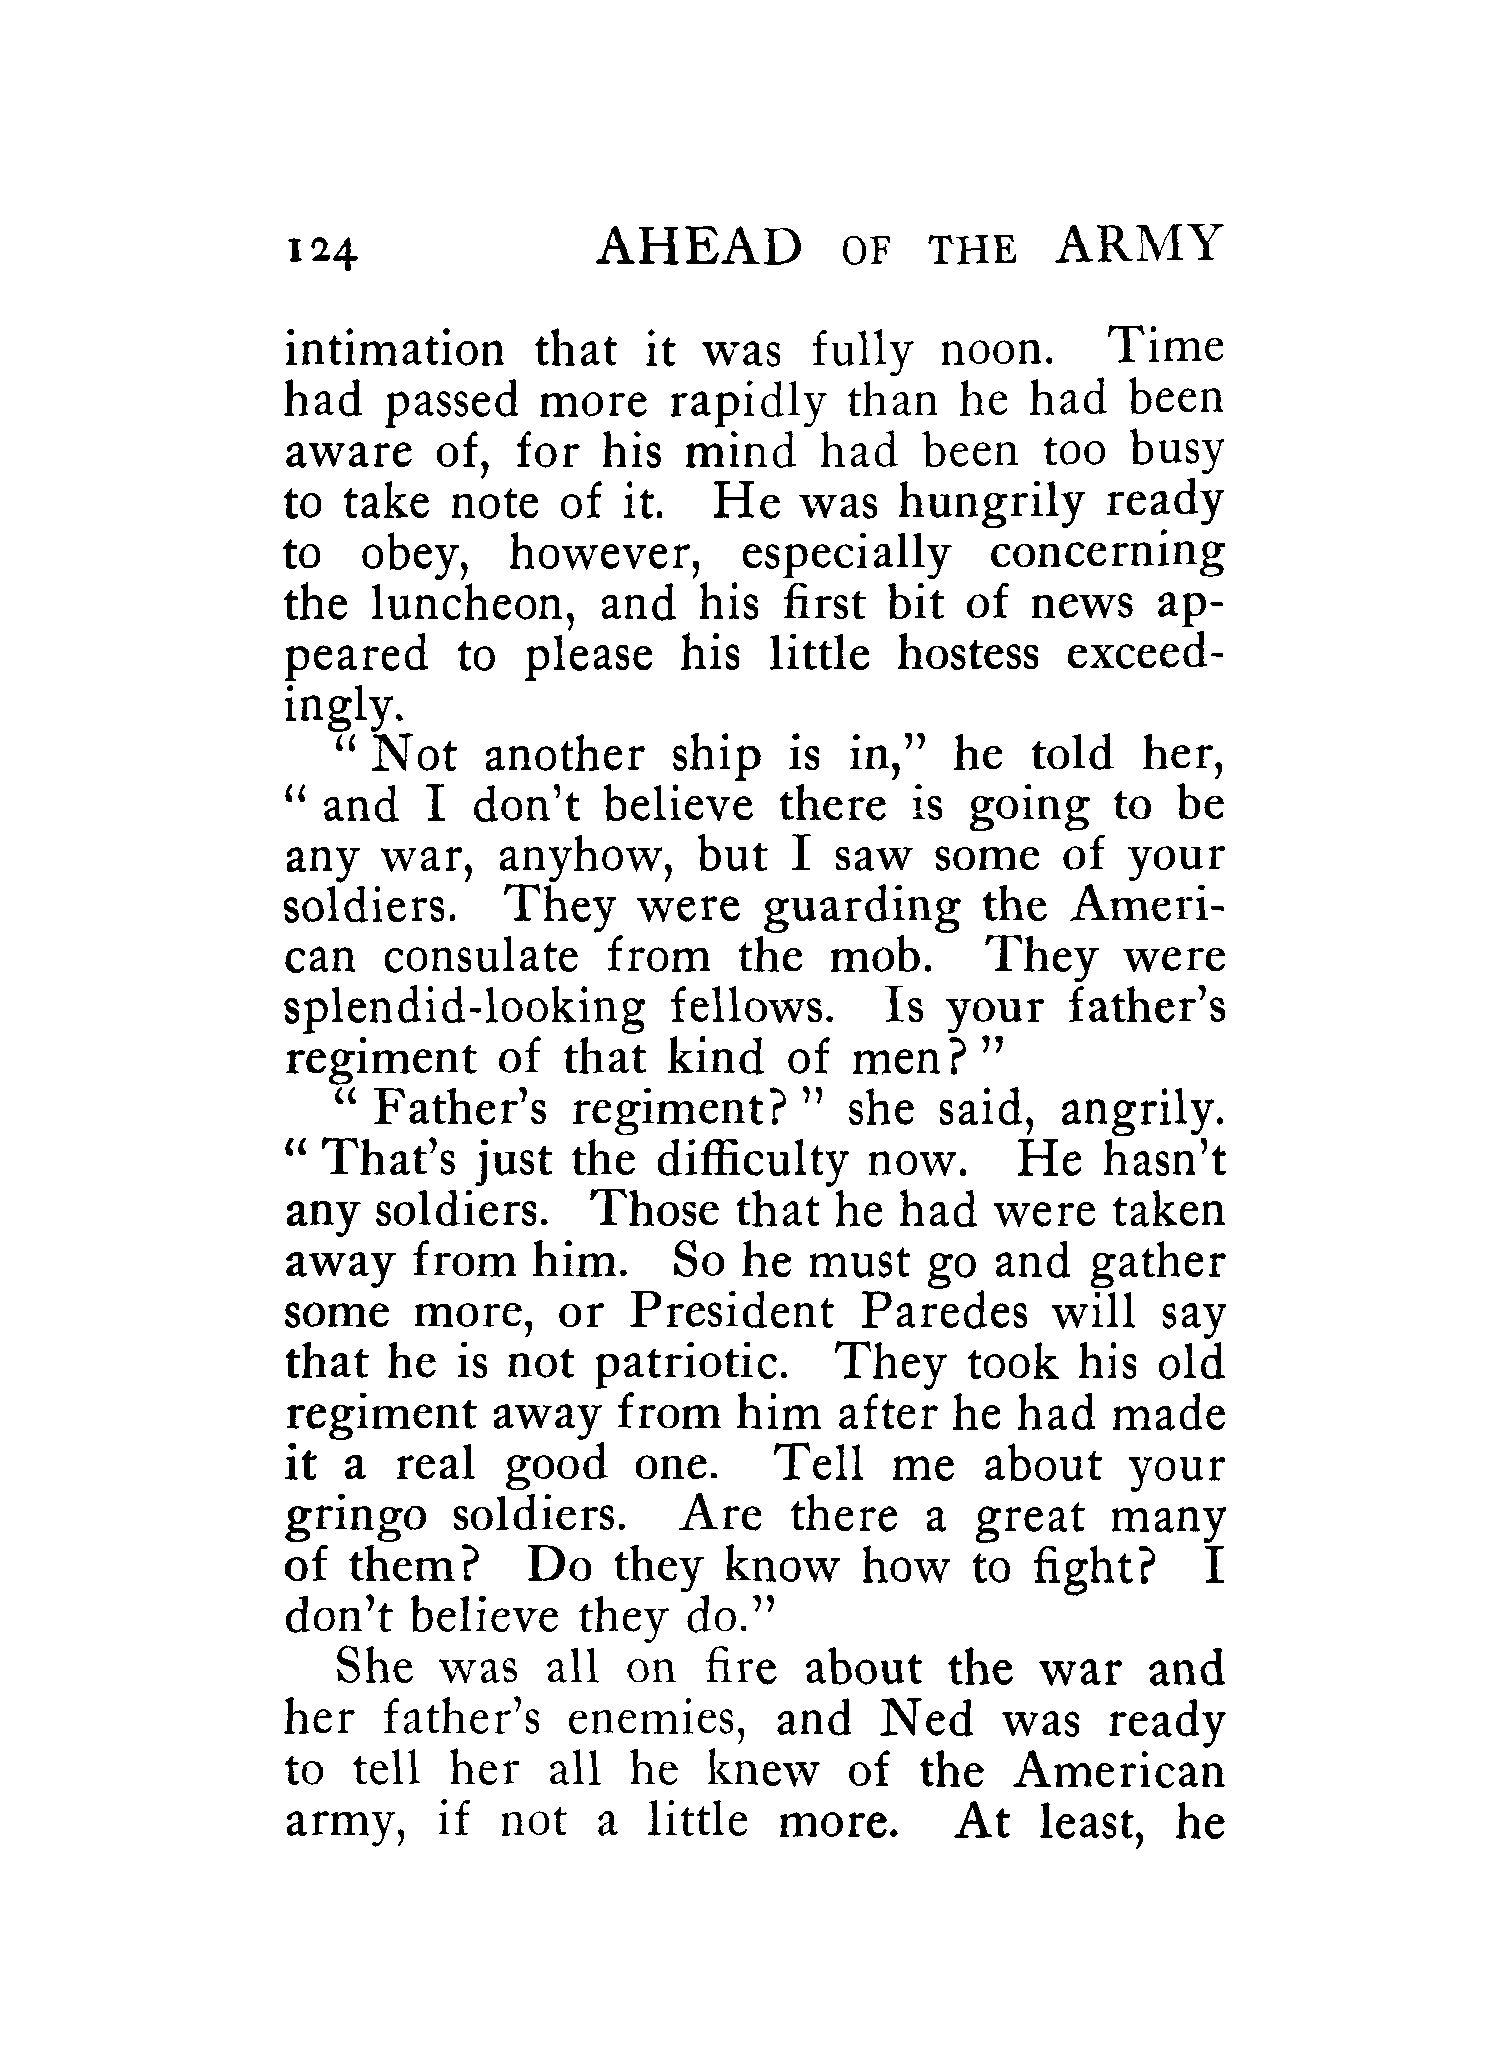 124 AHEAD OF THE ARMY
intimation that it was fully noon. Time
had passed more rapidly than he had been
aware of, for his mind had been too busy
to take note of it. He was hungrily ready
to obey, however, especially concerning
the luncheon, and his first bit of news ap-
peared to please his little hostess exceed-
ingly.
“ Not another ship is in,” he told her,
“ and I don’t believe there is going to be
any war, anyhow, but I saw some of your
soldiers. They were guarding the Ameri-
can consulate from the mob. They were
splendid-looking fellows. Is your father’s
regiment of that kind of men? ”
“ Father’s regiment? ” she said, angrily.
“ That’s just the difficulty now. He hasn’t
any soldiers. Those that he had were taken
away from him. So he must go and gather
some more, or President Paredes will say
that he is not patriotic. They took his old
regiment away from him after he had made
it a real good one. Tell me about your
gringo soldiers. Are there a great many
of them? Do they know how to fight? I
don’t believe they do.”
She was all on fire about the war and
her father’s enemies, and Ned was ready
to tell her all he knew of the American
army, if not a little more. At least, he